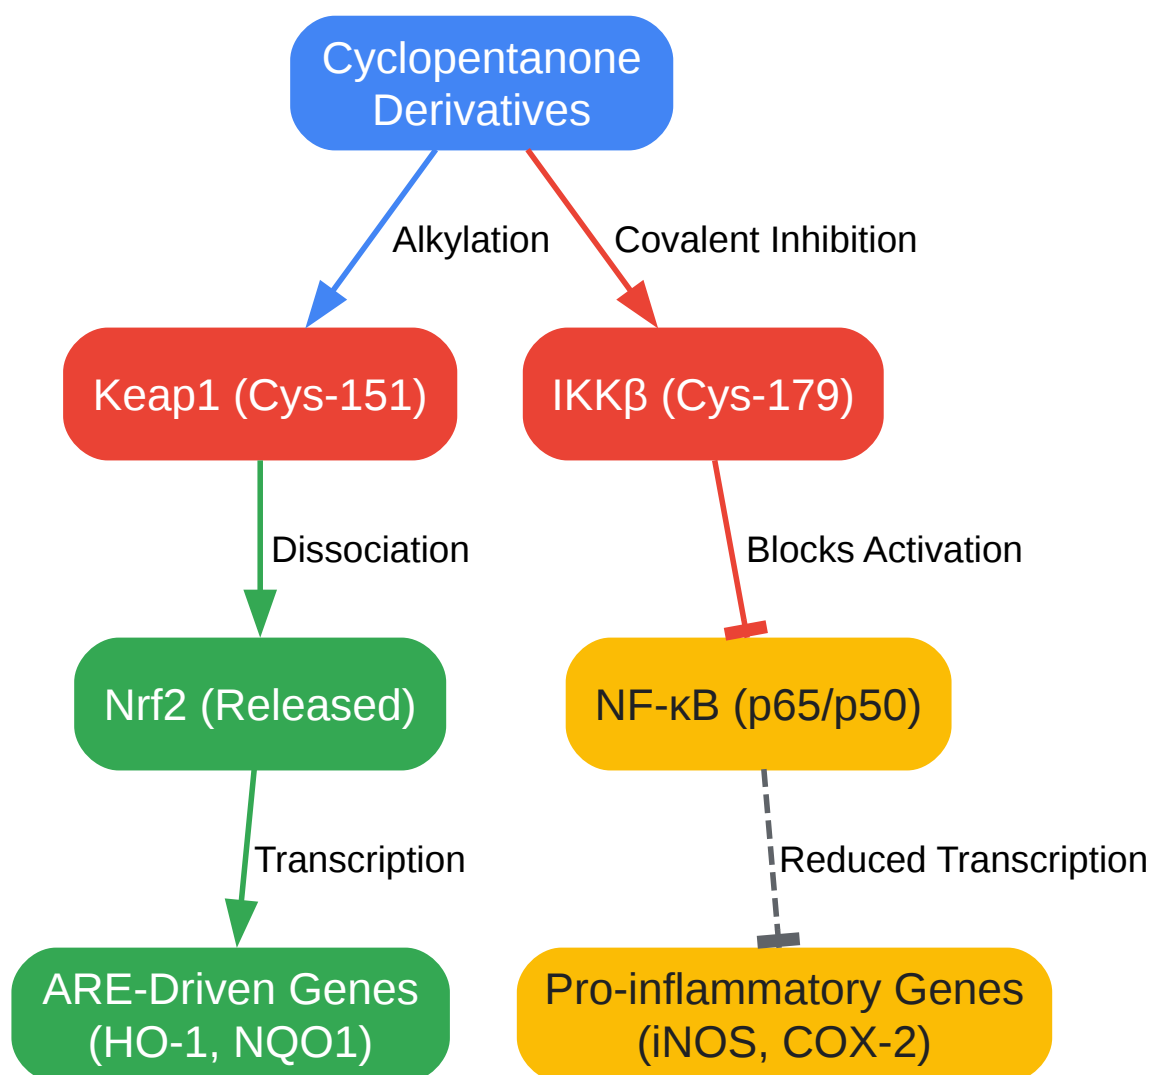 Cyclopentanone
Derivatives
Alkylation
Covalent Inhibition
Keap1 (Cys-151)
IKKβ (Cys-179)
Dissociation
Blocks Activation
Nrf2 (Released)
NF-κB (p65/p50)
Transcription
Reduced Transcription
ARE-Driven Genes
(HO-1, NQO1)
Pro-inflammatory Genes
(iNOS, COX-2)